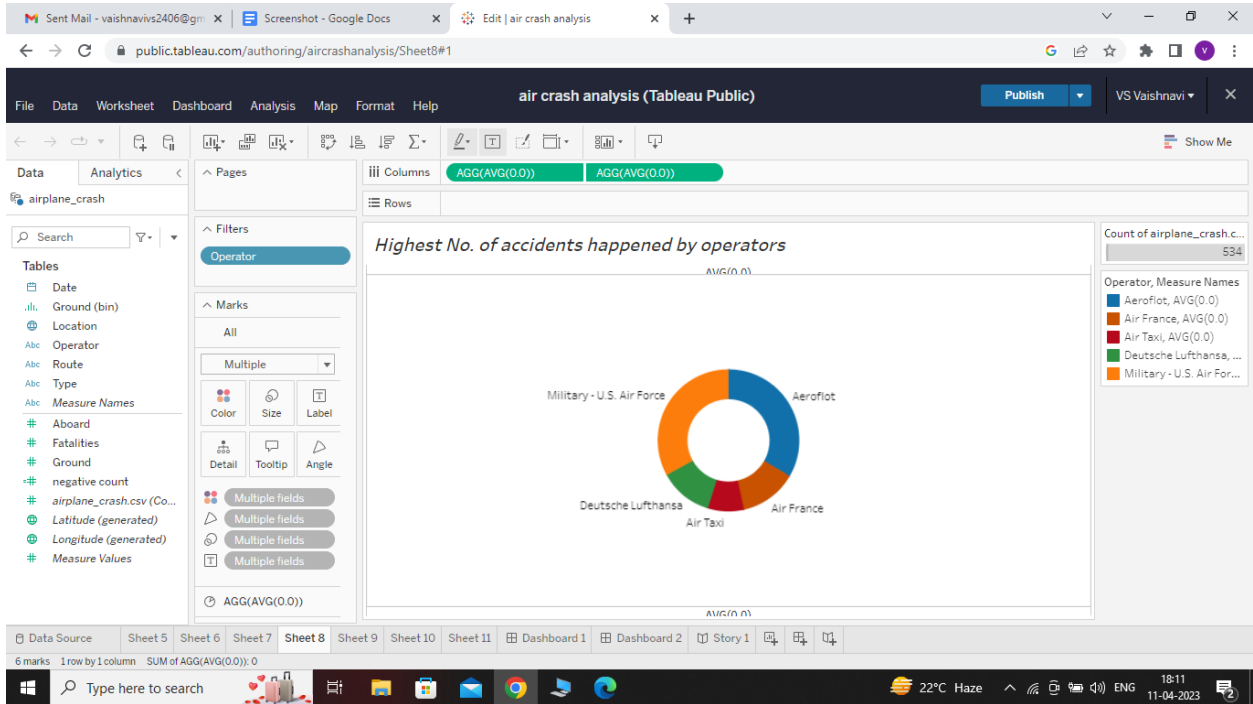 Sent Mail - vaishnavivs2406@gm
Screenshot - Google Docs
Edit | air crash analysis
public.tableau.com/authoring/aircrashanalysis/Sheet8#1
G
v
File Data Worksheet Dashboard Analysis Map Format Help
air crash analysis (Tableau Public)
Publish
VS Vaishnavi
Show Me
Data Analytics
airplane_crash
Search
Tables
Date
Ground (bin)
Location
Abc Operator
Abc Route
Abc Type
Abc Measure Names
# Aboard
# Fatalities
# Ground
=# negative count
# airplane_crash.csv (Co...
Latitude (generated)
Longitude (generated)
# Measure Values
Pages
Filters
Operator
Marks
All
Multiple
Color Size Label
T
Detail Tooltip Angle
Multiple fields
Multiple fields
Multiple fields
T Multiple fields
AGG(AVG(0.0))
iii Columns AGG(AVG(0.0)) AGG(AVG(0.0))
Rows
Highest No. of accidents happened by operators
AVG(0.0)
Military - U.S. Air Force
Aeroflot
Deutsche Lufthansa
Air France
Air Taxi
AVG(0.0)
Count of airplane_crash.c...
534
Operator, Measure Names
Aeroflot, AVG(0.0)
Air France, AVG(0.0)
Air Taxi, AVG(0.0)
Deutsche Lufthansa, ...
Military - U.S. Air For...
Data Source Sheet 5 Sheet 6 Sheet 7 Sheet 8 Sheet 9 Sheet 10 Sheet 11 Dashboard 1 Dashboard 2 Story 1
6 marks 1 row by 1 column SUM of AGG(AVG(0.0)): 0
Type here to search
22°C Haze
ENG
18:11
11-04-2023
2